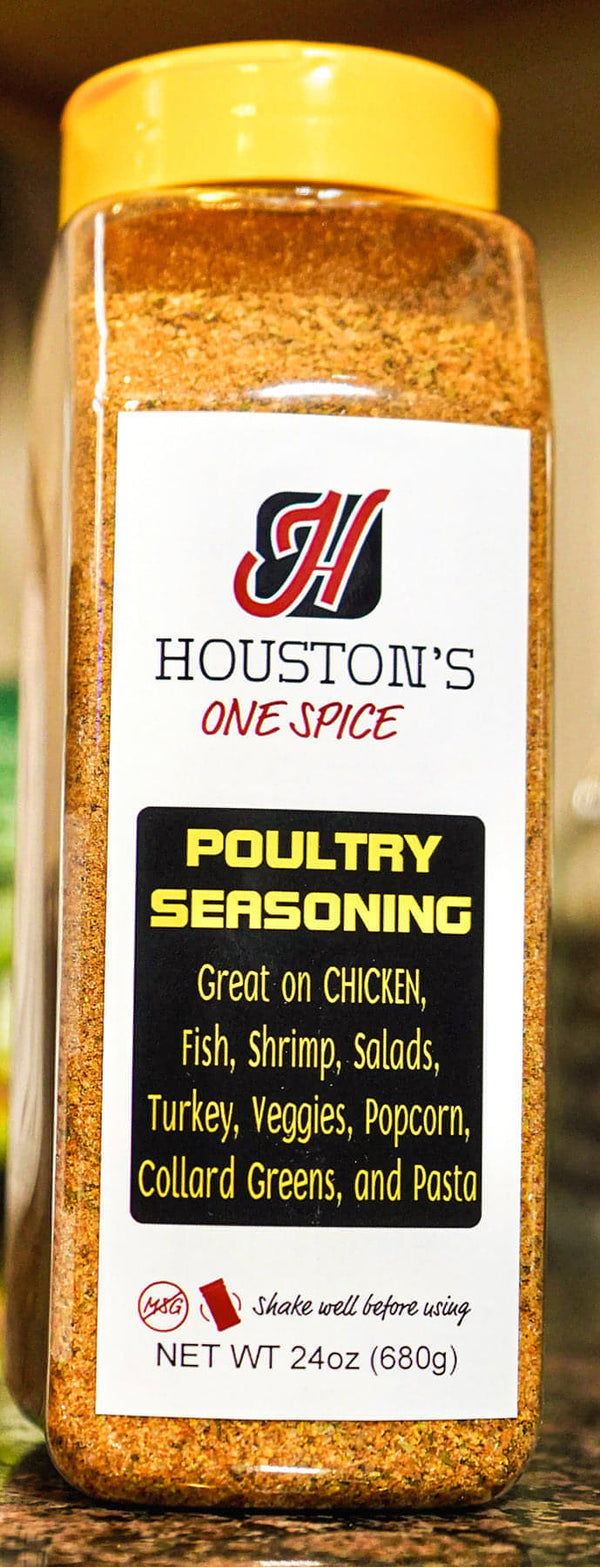 H
HOUSTON'S
ONE SPICE
POULTRY
SEASONING
Great on CHICKEN,
Fish, Shrimp, Salads,
Turkey, Veggies, Popcorn,
Collard Greens, and Pasta
MSG Shake well before using
NET WT 24oz (680g)